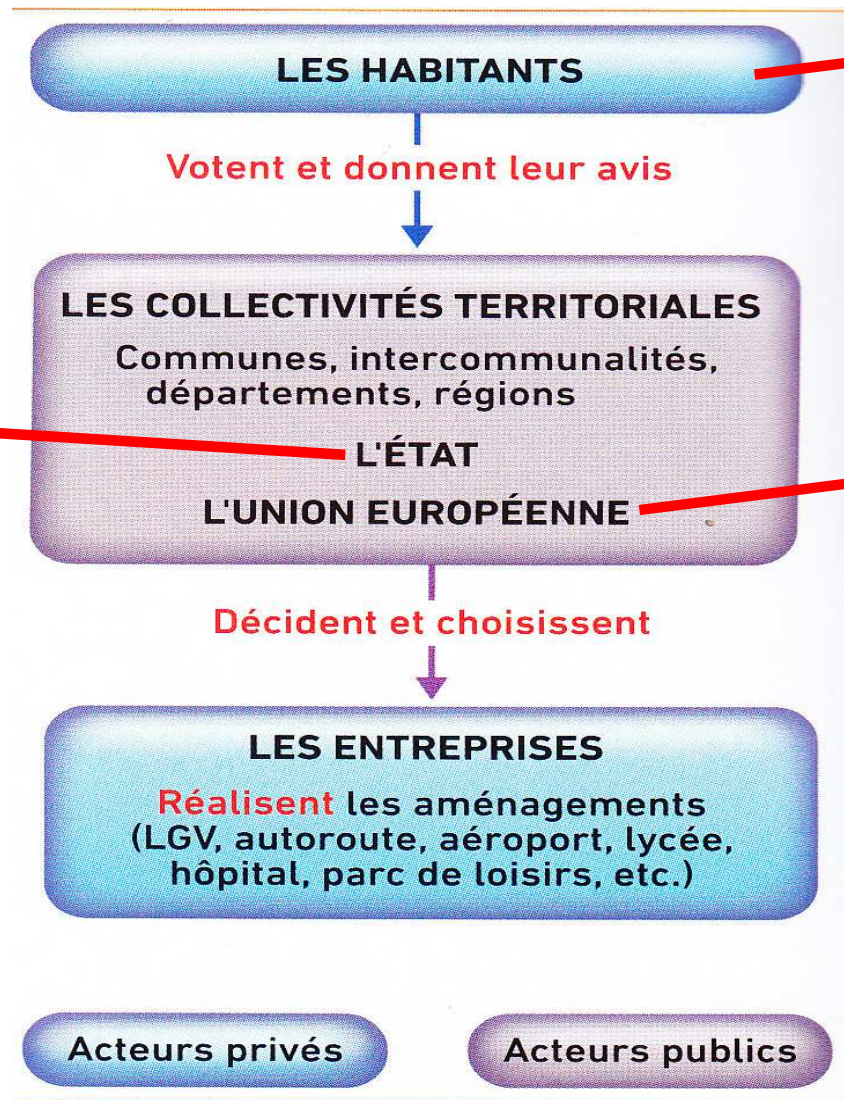 LES HABITANTS
Votent et donnent leur avis
LES COLLECTIVITÉS TERRITORIALES
Communes, intercommunalités,
départements, régions
L'ÉTAT
L'UNION EUROPÉENNE
Décident et choisissent
LES ENTREPRISES
Réalisent les aménagements
(LGV, autoroute, aéroport, lycée,
hôpital, parc de loisirs, etc.)
Acteurs privés
Acteurs publics